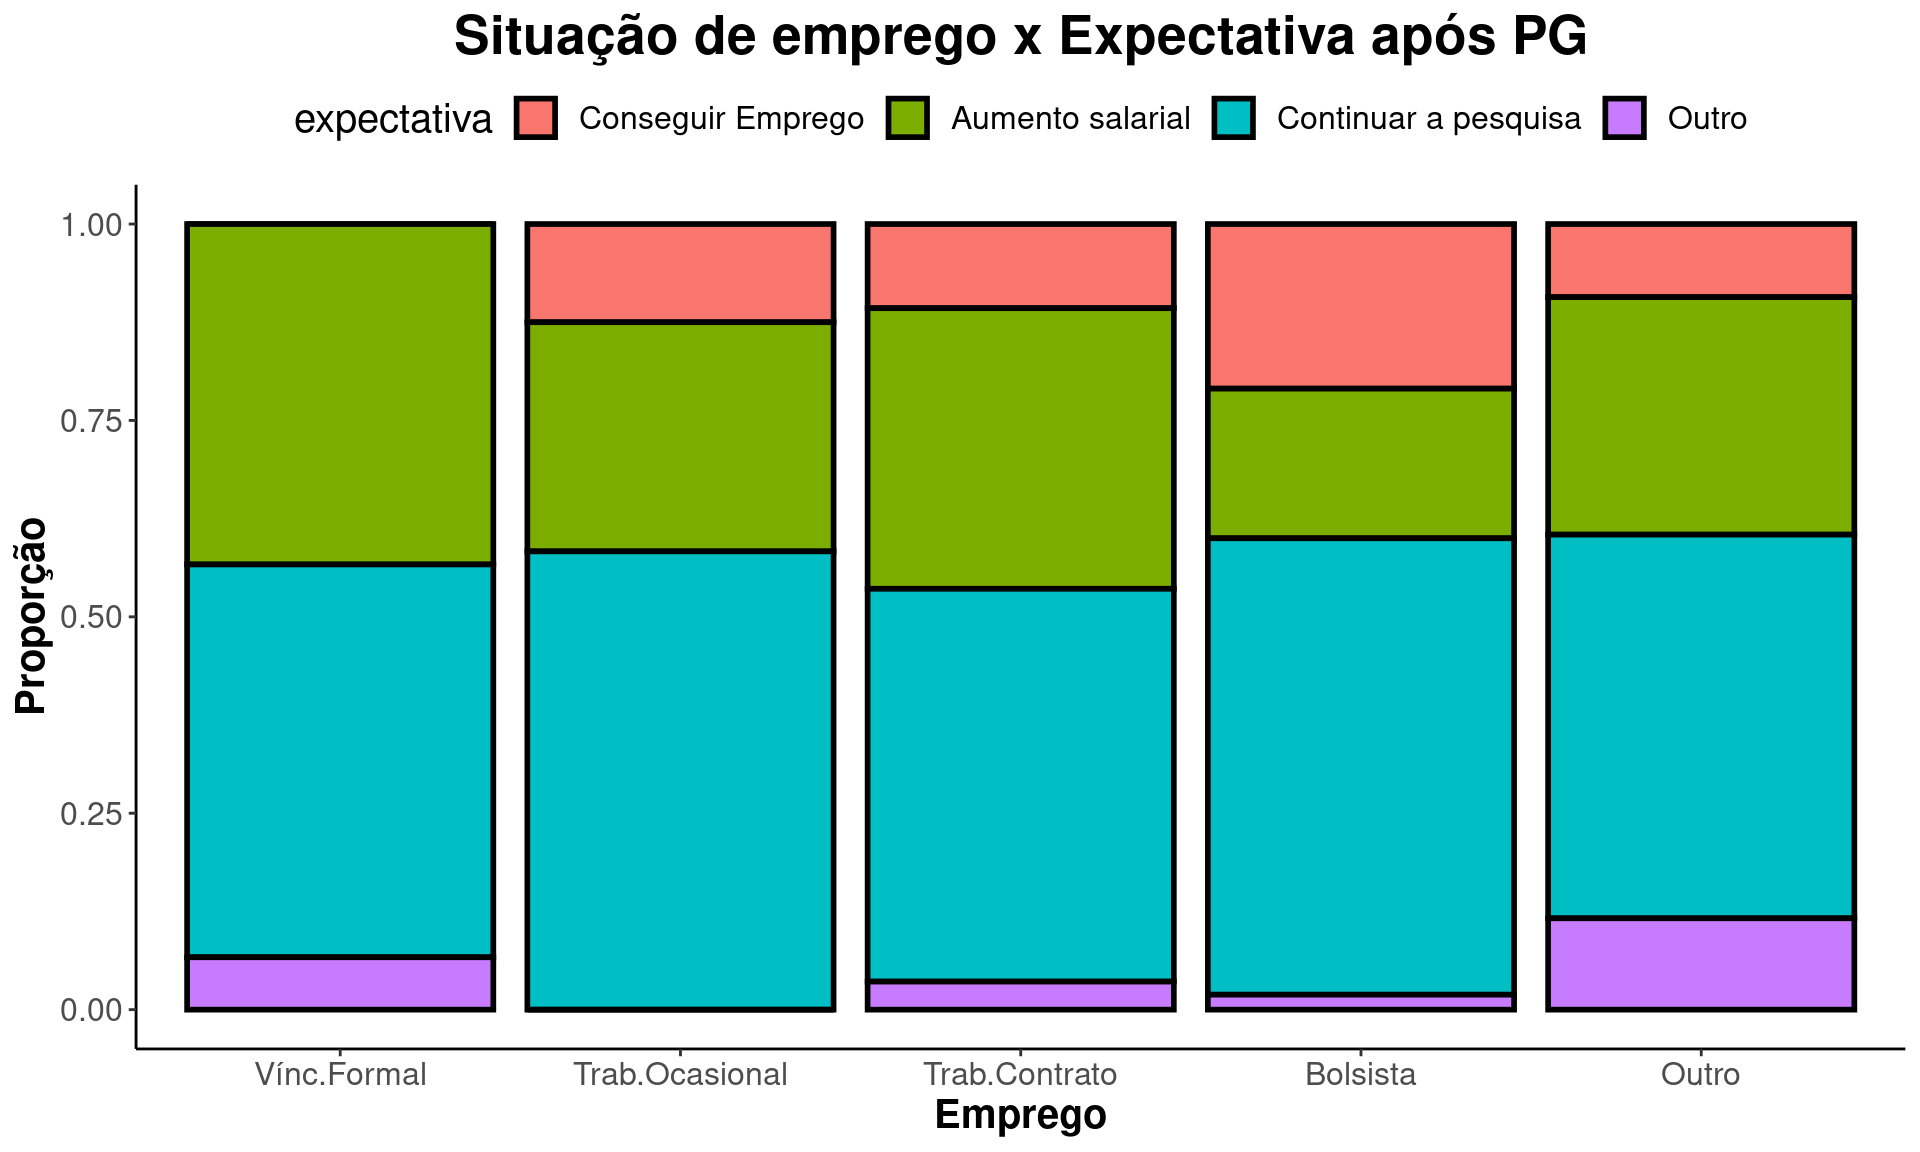 Situação de emprego x Expectativa após PG
expectativa Conseguir Emprego Aumento salarial Continuar a pesquisa Outro
Proporção
1.00
0.75
0.50
0.25
0.00
Vínc.Formal Trab.Ocasional Trab.Contrato Bolsista Outro
Emprego